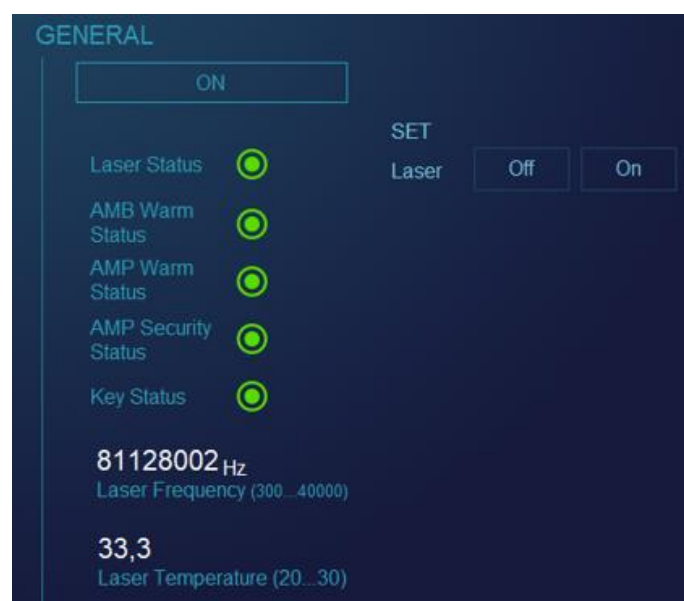 GENERAL
ON
SET
Laser Status
Laser
Off
On
AMB Warm
Status
AMP Warm
Status
AMP Security
Status
Key Status
81128002 Hz
Laser Frequency (300...40000)
33,3
Laser Temperature (20...30)